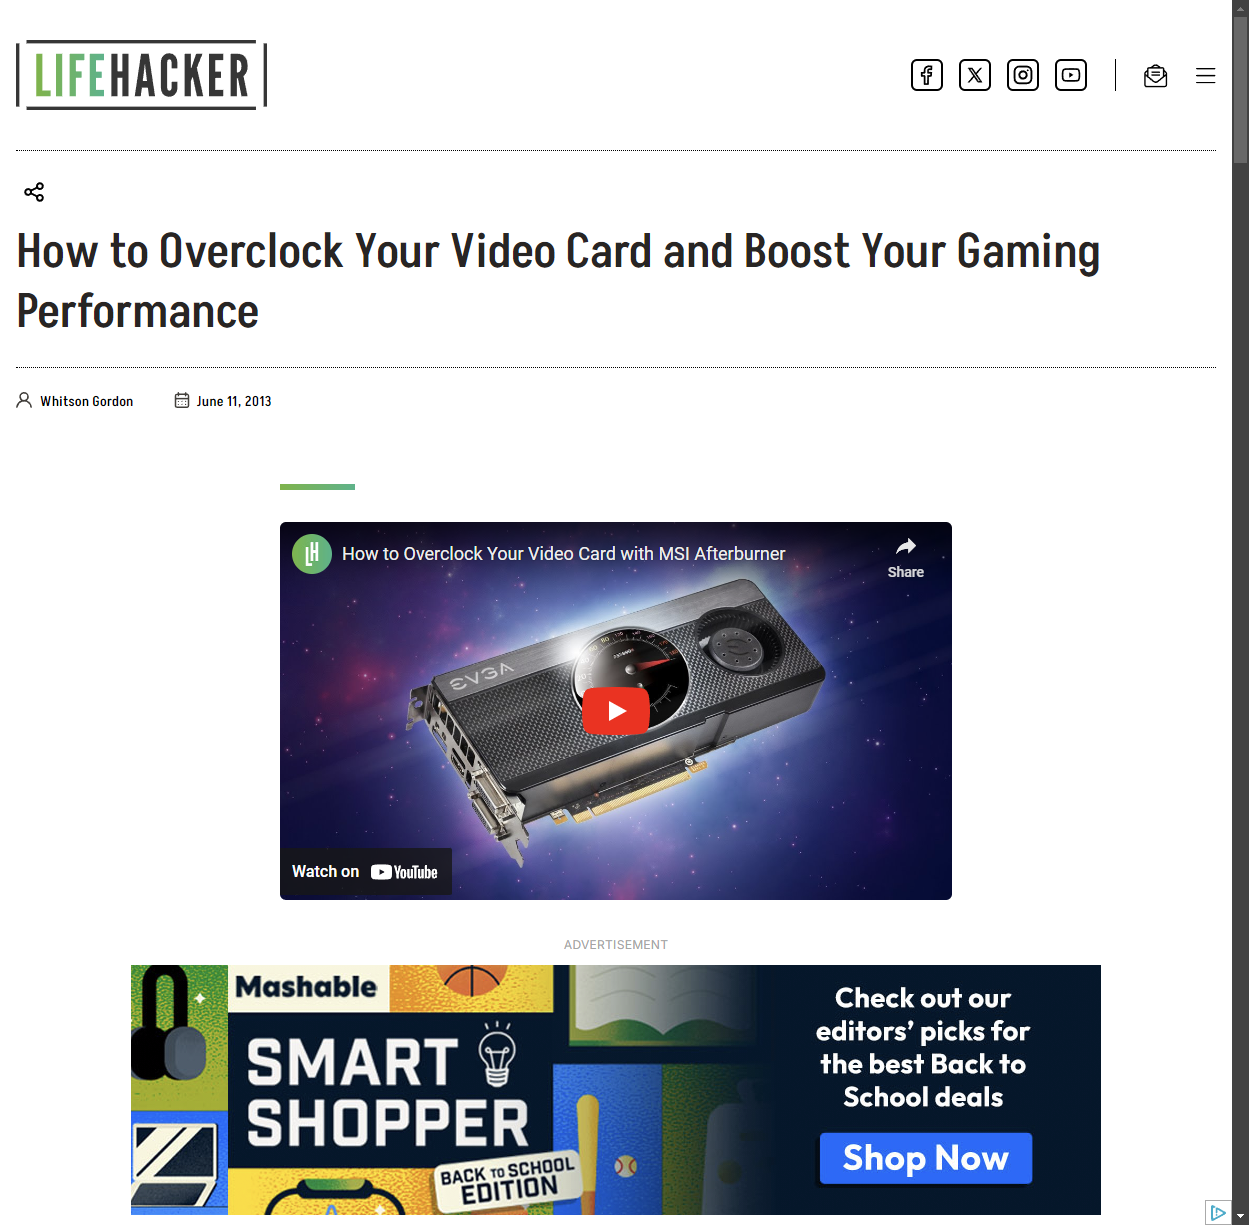 LIFEHACKER
How to Overclock Your Video Card and Boost Your Gaming
Performance
Whitson Gordon
June 11, 2013
How to Overclock Your Video Card with MSI Afterburner
Share
EVGA
Watch on YouTube
ADVERTISEMENT
Mashable
SMART
SHOPPER
BACK TO SCHOOL
EDITION
Check out our
editors' picks for
the best Back to
School deals
Shop Now